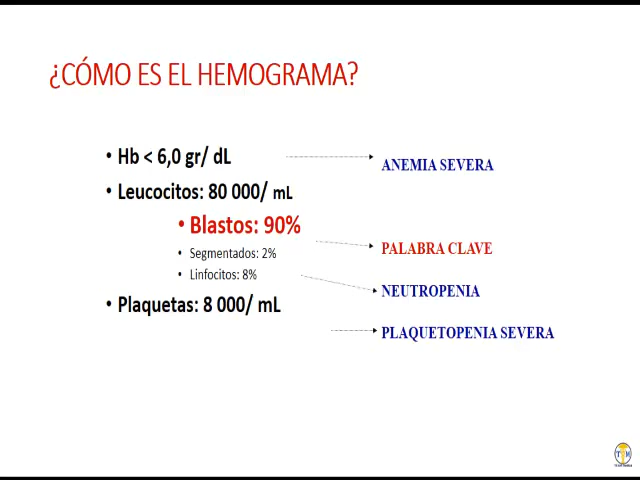 ¿CÓMO ES EL HEMOGRAMA?
• Hb < 6,0 gr/ dL
ANEMIA SEVERA
• Leucocitos: 80 000/ mL
• Blastos: 90%
PALABRA CLAVE
• Segmentados: 2%
• Linfocitos: 8%
NEUTROPENIA
• Plaquetas: 8 000/ mL
PLAQUETOPENIA SEVERA